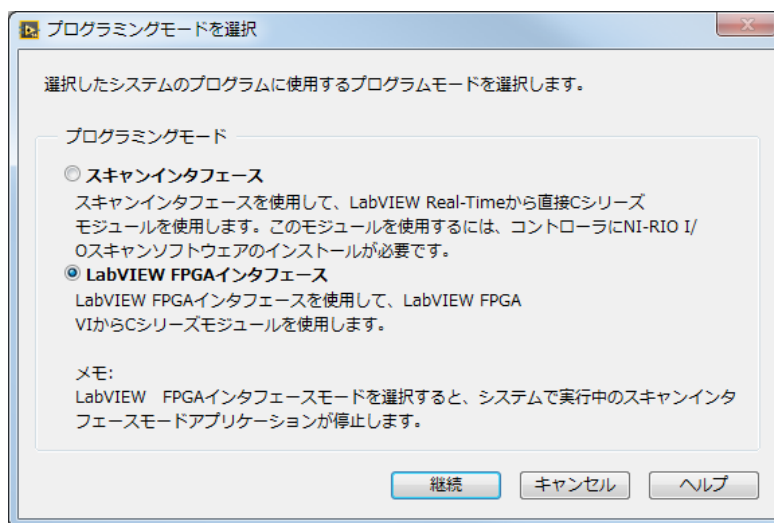 プログラミングモードを選択
選択したシステムのプログラムに使用するプログラムモードを選択します。
プログラミングモード
スキャンインタフェース
スキャンインタフェースを使用して、LabVIEW Real-Timeから直接Cシリーズ
モジュールを使用します。このモジュールを使用するには、コントローラにNI-RIO I/
Oスキャンソフトウェアのインストールが必要です。
LabVIEW FPGAインタフェース
LabVIEW FPGAインタフェースを使用して、LabVIEW FPGA
VIからCシリーズモジュールを使用します。
メモ:
LabVIEW　FPGAインタフェースモードを選択すると、システムで実行中のスキャンインタ
フェースモードアプリケーションが停止します。
継続
キャンセル
ヘルプ